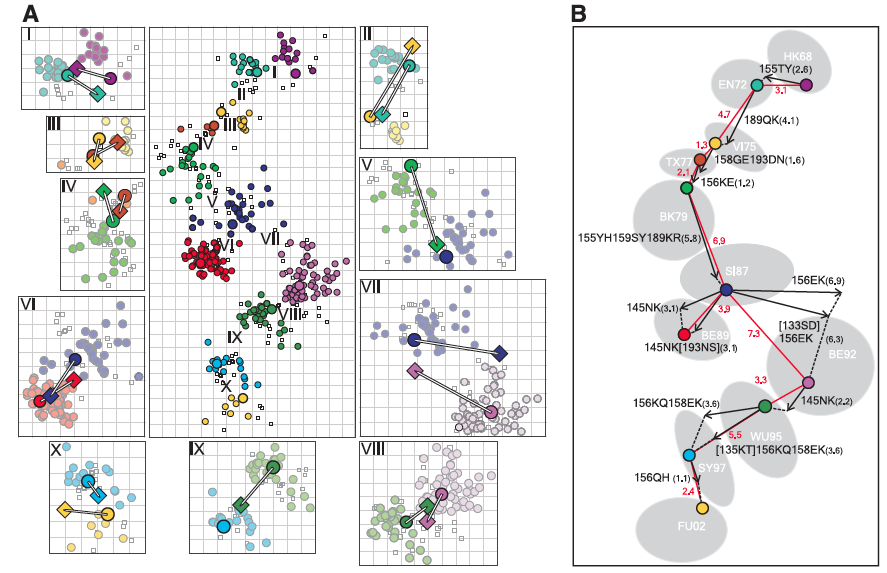 A
I
III
IV
VI
X
I
II
III
IV
V
VI
VII
VIII
IX
X
IX
II
V
VII
VIII
B
HK68
155TY(2.6)
EN72
3.1
4.7
189QK(4.1)
1.3
VI75
TX77
158GE193DN(1.6)
2.1
156KE(1.2)
BK79
155YH159SY189KR(5.8)
6.9
SI87
156EK(6.9)
145NK(3.1)
3.9
[133SD]
156EK
(6.3)
BE89
7.3
145NK[193NS](3.1)
BE92
3.3
145NK(2.2)
156KQ158EK(3.6)
WU95
5.5
[135KT]156KQ158EK(3.6)
SY97
156QH (1.1)
2.4
FU02